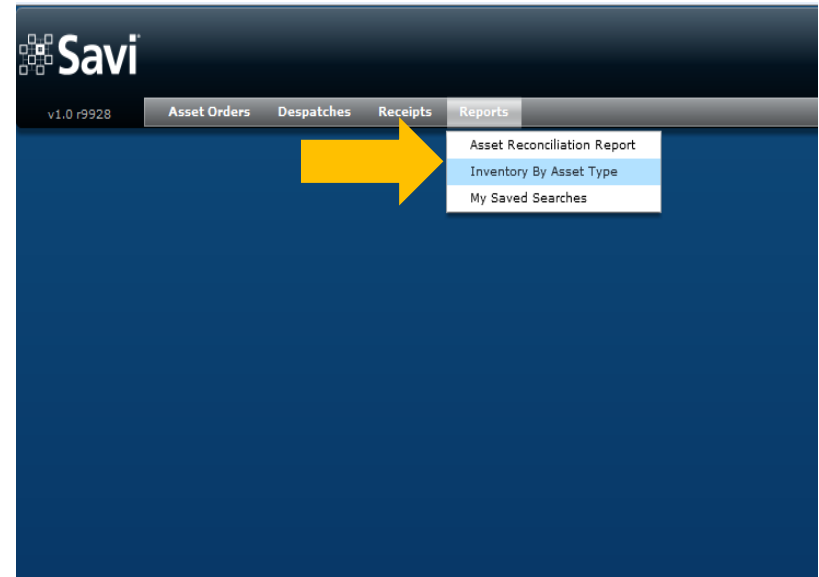 Savi
v1.0 r9928
Asset Orders Despatches Receipts Reports
Asset Reconciliation Report
Inventory By Asset Type
My Saved Searches